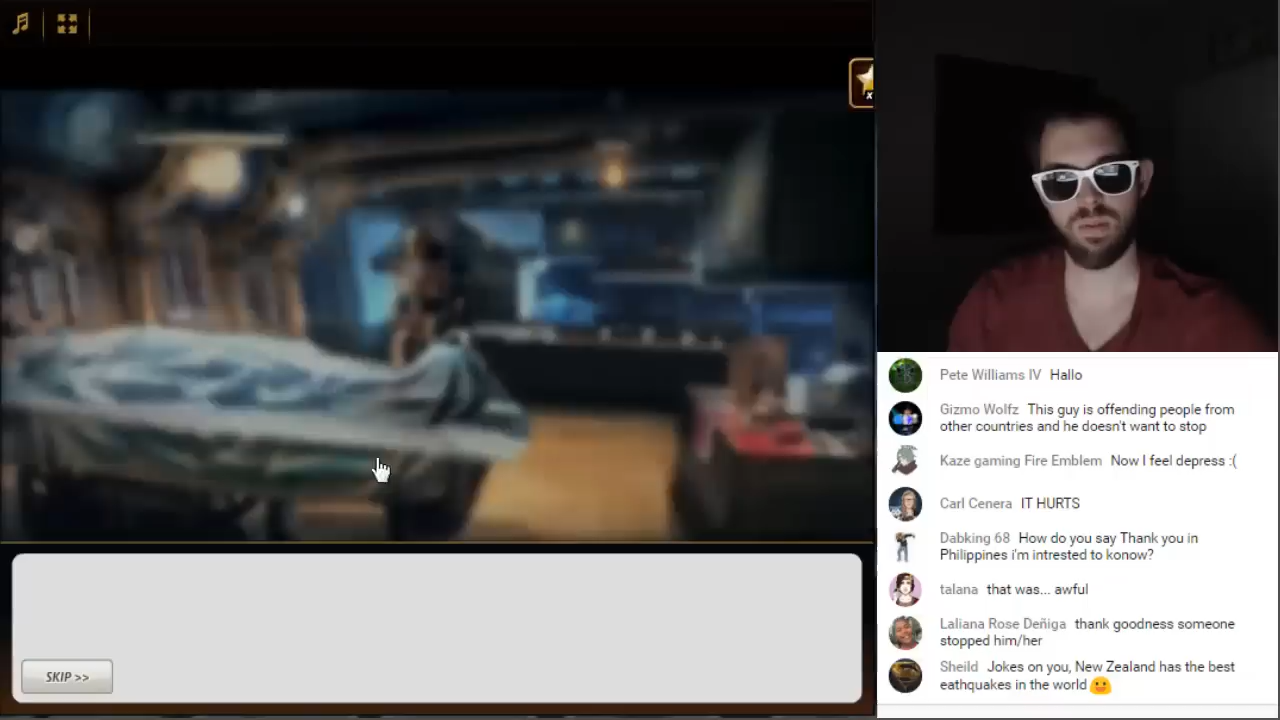 x
SKIP >>
Pete Williams IV Hallo
Gizmo Wolfz This guy is offending people from
other countries and he doesn't want to stop
Kaze gaming Fire Emblem Now I feel depress :(
Carl Cenera IT HURTS
Dabking 68 How do you say Thank you in
Philippines i'm intrested to konow?
talana that was... awful
Laliana Rose Deñiga thank goodness someone
stopped him/her
Sheild Jokes on you, New Zealand has the best
eathquakes in the world